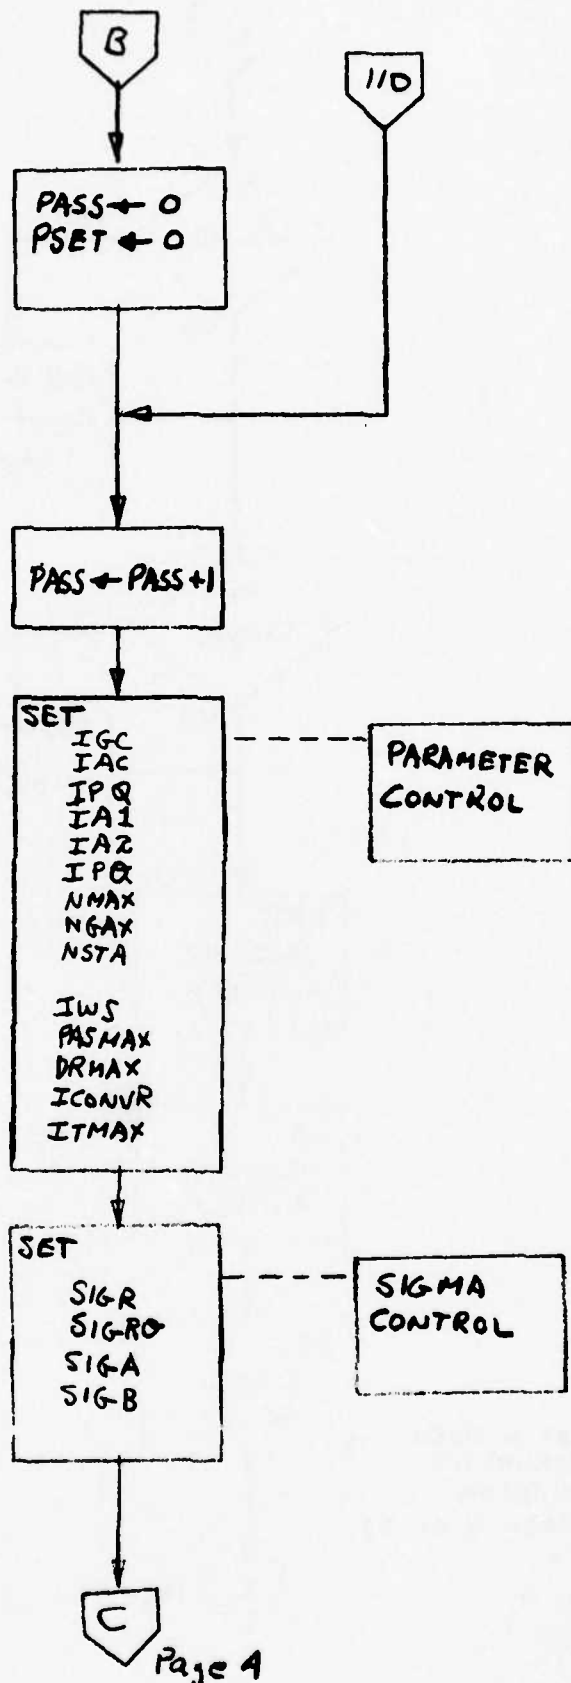 B
110
PASS ← 0
PSET ← 0
PASS ← PASS+1
SET
IGC
IAC
IPQ
IA1
IA2
IPQ
NMAX
NGAX
NSTA
IWS
PASMAX
DRMAX
ICONVR
ITMAX
PARAMETER
CONTROL
SET
SIGR
SIGRO
SIGA
SIGB
SIGMA
CONTROL
C
Page 4